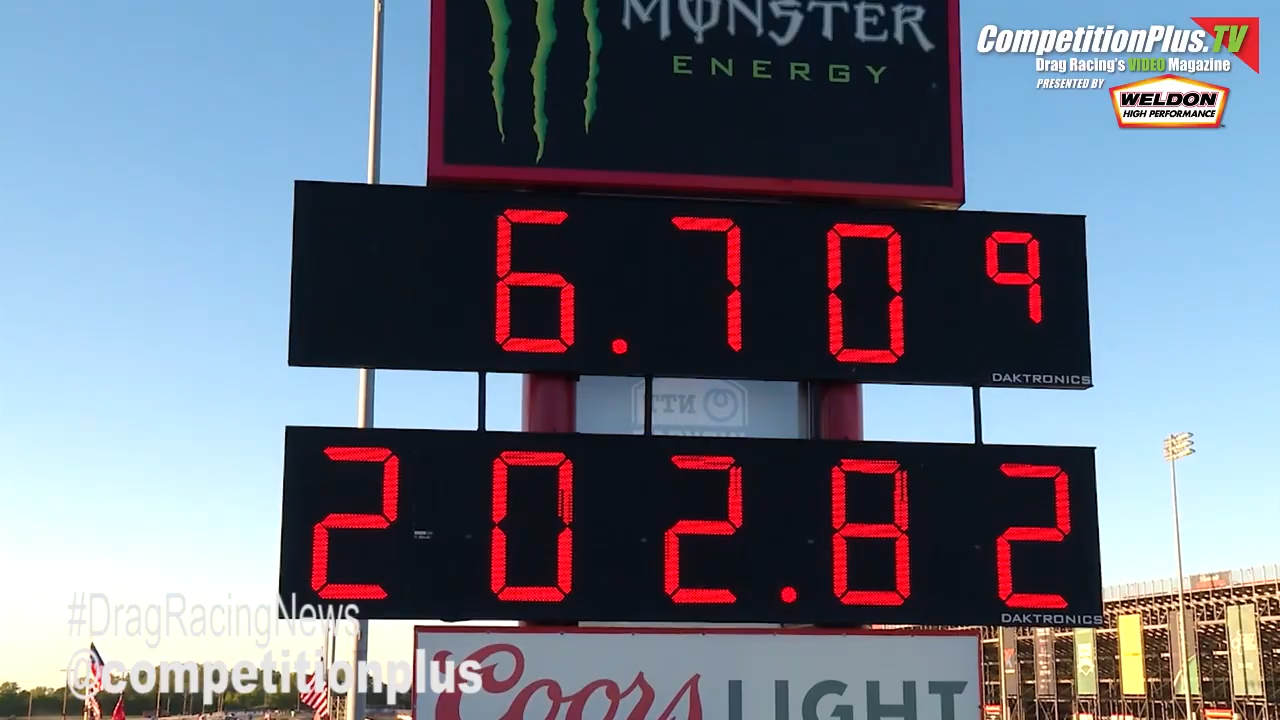 MONSTER
ENERGY
CompetitionPlus.TV
Drag Racing's VIDEO Magazine
PRESENTED BY
WELDON
HIGH PERFORMANCE
6.709
DAKTRONICS
NTT
202.82
DAKTRONICS
#DragRacingNews
@competitionplus
Coors LIGHT